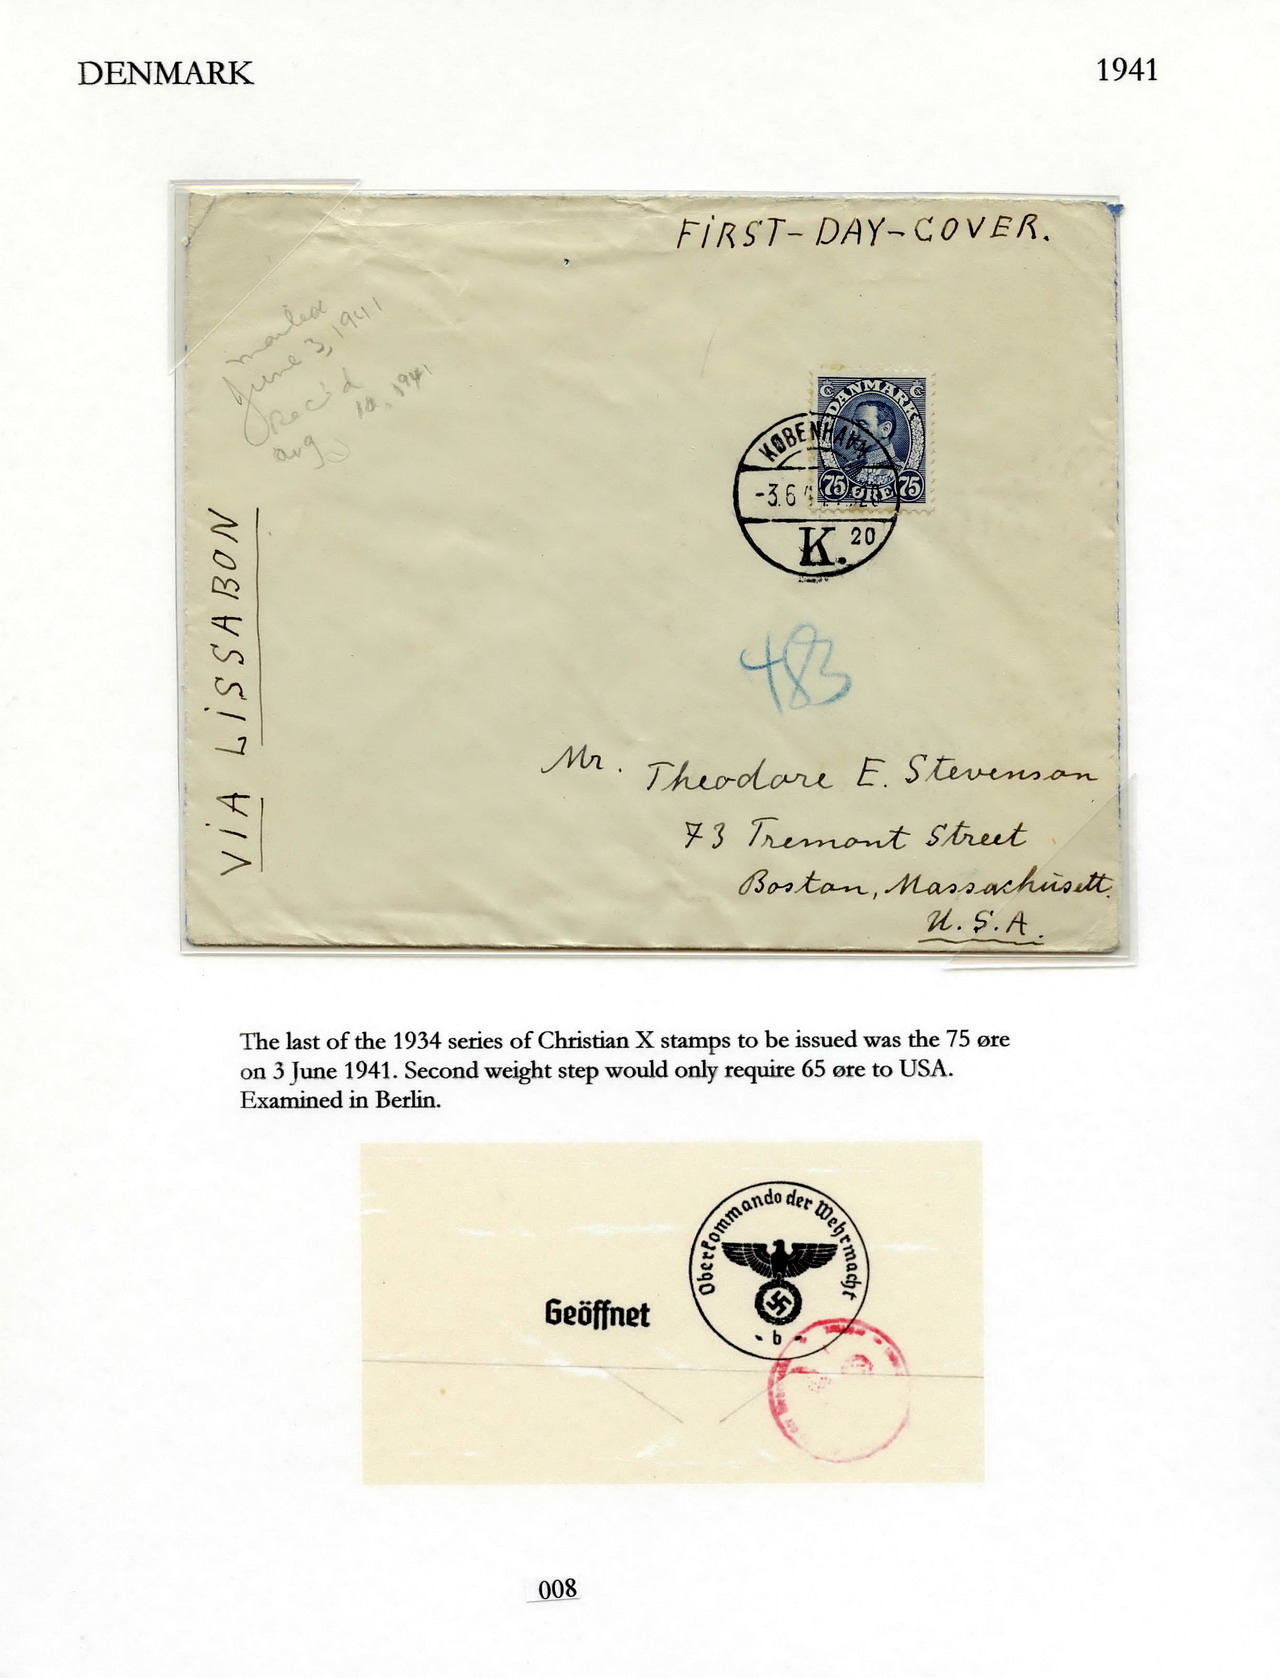 DENMARK
1941
FiRST-DAY-COVER.
mailed
June 3, 1941
Rec'd
Aug 10, 1941
DANMARK
75 ØRE 75
KØBENHAVN
-3.6
K. 20
ViA LiSSABON
483
Mr. Theodore E. Stevenson
73 Tremont Street
Boston, Massachusett.
U.S.A.
The last of the 1934 series of Christian X stamps to be issued was the 75 øre
on 3 June 1941. Second weight step would only require 65 øre to USA.
Examined in Berlin.
Oberkommando der Wehrmacht
Geöffnet
- b -
008